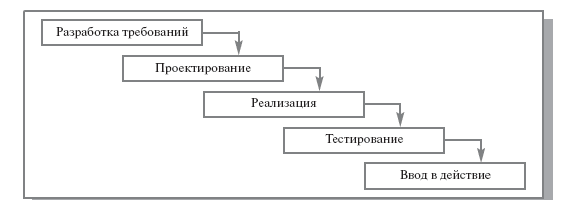 Разработка требований
Проектирование
Реализация
Тестирование
Ввод в действие